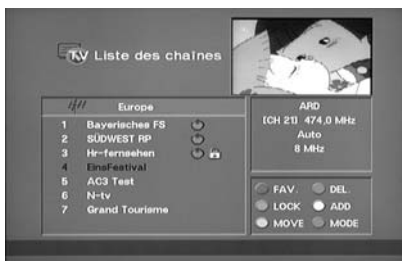 TV Liste des chaînes
Europe
1 Bayerisches FS
2 SÜDWEST RP
3 Hr-fernsehen
4 EinsFestival
5 AC3 Test
6 N-tv
7 Grand Tourisme
ARD
(CH 21) 474,0 MHz
Auto
8 MHz
FAV. DEL.
LOCK ADD
MOVE MODE